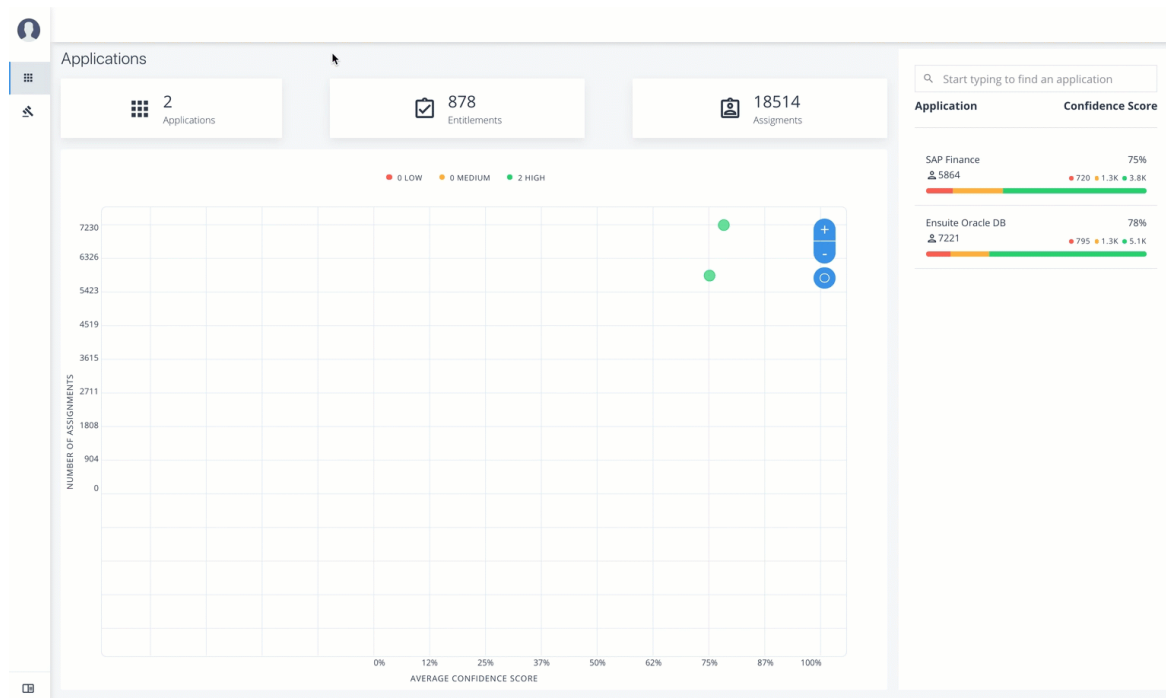 Applications
2
Applications
878
Entitlements
18514
Assigments
0 LOW 0 MEDIUM 2 HIGH
7230
6326
5423
4519
3615
2711
1808
904
0
NUMBER OF ASSIGNMENTS
+
-
0% 12% 25% 37% 50% 62% 75% 87% 100%
AVERAGE CONFIDENCE SCORE
Start typing to find an application
Application Confidence Score
SAP Finance 75%
5864 720 1.3K 3.8K
Ensuite Oracle DB 78%
7221 795 1.3K 5.1K